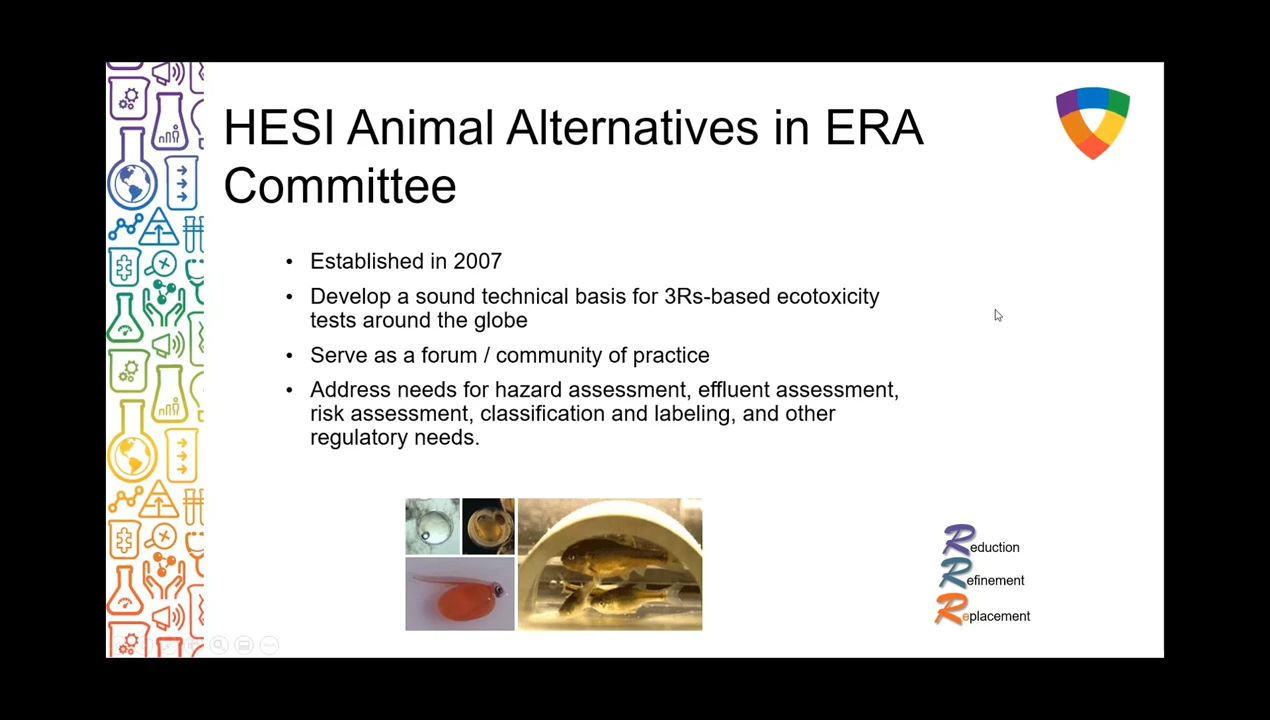 HESI Animal Alternatives in ERA
Committee
• Established in 2007
• Develop a sound technical basis for 3Rs-based ecotoxicity
tests around the globe
• Serve as a forum / community of practice
• Address needs for hazard assessment, effluent assessment,
risk assessment, classification and labeling, and other
regulatory needs.
Reduction
Refinement
Replacement